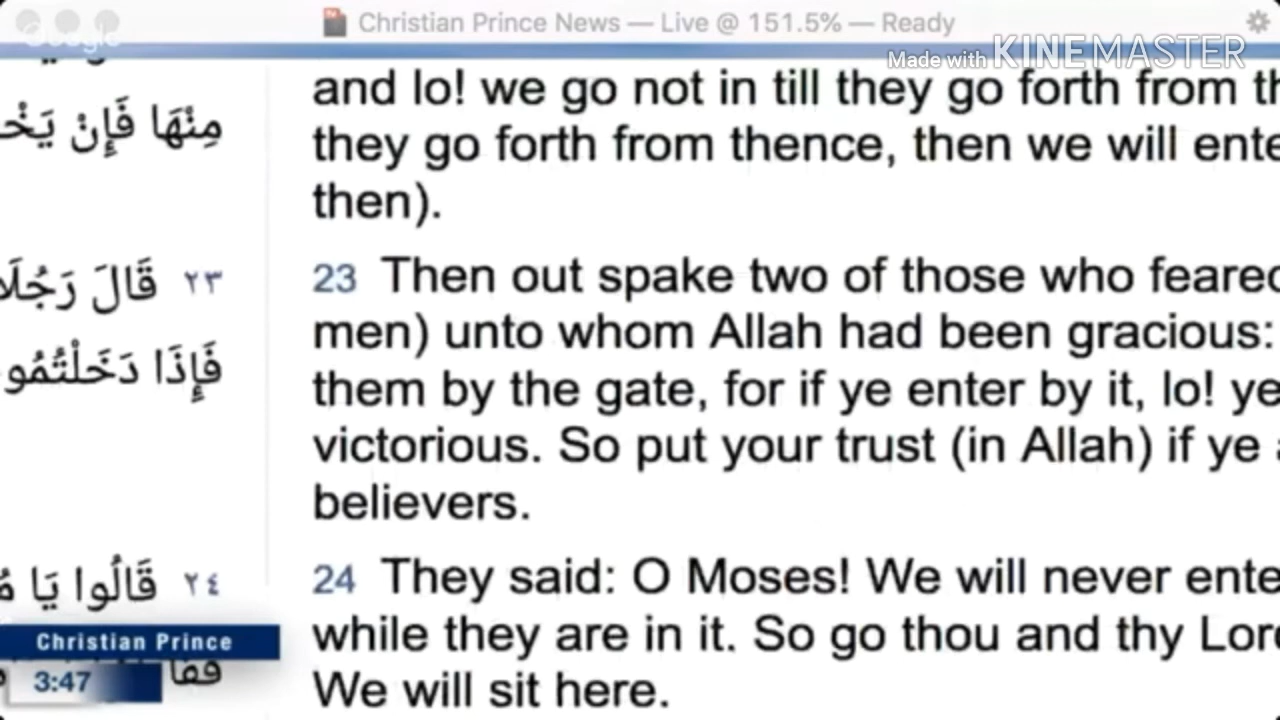 Christian Prince News — Live @ 151.5% — Ready
Google
Made with KINEMASTER
and lo! we go not in till they go forth from th
they go forth from thence, then we will ente
then).
23 Then out spake two of those who feared
men) unto whom Allah had been gracious:
them by the gate, for if ye enter by it, lo! ye
victorious. So put your trust (in Allah) if ye a
believers.
24 They said: O Moses! We will never ente
while they are in it. So go thou and thy Lord
We will sit here.
مِنْهَا فَإِنْ يَخْ
٢٣ قَالَ رَجُلَا
فَإِذَا دَخَلْتُمُو
٢٤ قَالُوا يَا مُ
Christian Prince
3:47